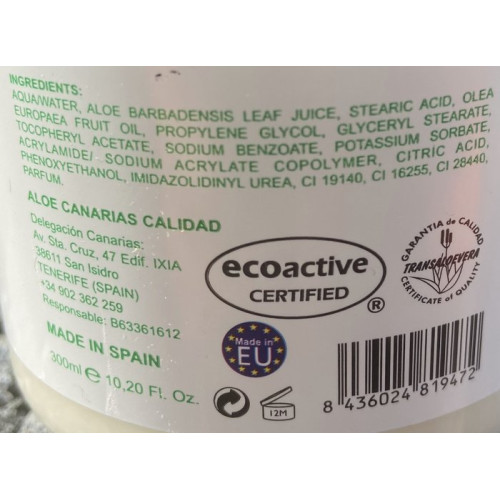 INGREDIENTS:
AQUA/WATER, ALOE BARBADENSIS LEAF JUICE, STEARIC ACID, OLEA
EUROPAEA FRUIT OIL, PROPYLENE GLYCOL, GLYCERYL STEARATE,
TOCOPHERYL ACETATE, SODIUM BENZOATE, POTASSIUM SORBATE,
ACRYLAMIDE/ SODIUM ACRYLATE COPOLYMER, CITRIC ACID,
PHENOXYETHANOL, IMIDAZOLIDINYL UREA, CI 19140, CI 16255, CI 28440,
PARFUM.
ALOE CANARIAS CALIDAD
Delegación Canarias:
Av. Sta. Cruz, 47 Edif. IXIA
38611 San Isidro
TENERIFE (SPAIN)
+34 902 362 259
Responsable: B63361612
MADE IN SPAIN
300ml e 10.20 Fl. Oz.
ecoactive
CERTIFIED
®
GARANTIA de CALIDAD
TRANSALOEVERA
CERTIFICATE of QUALITY
Made in
EU
12M
8 436024 819472